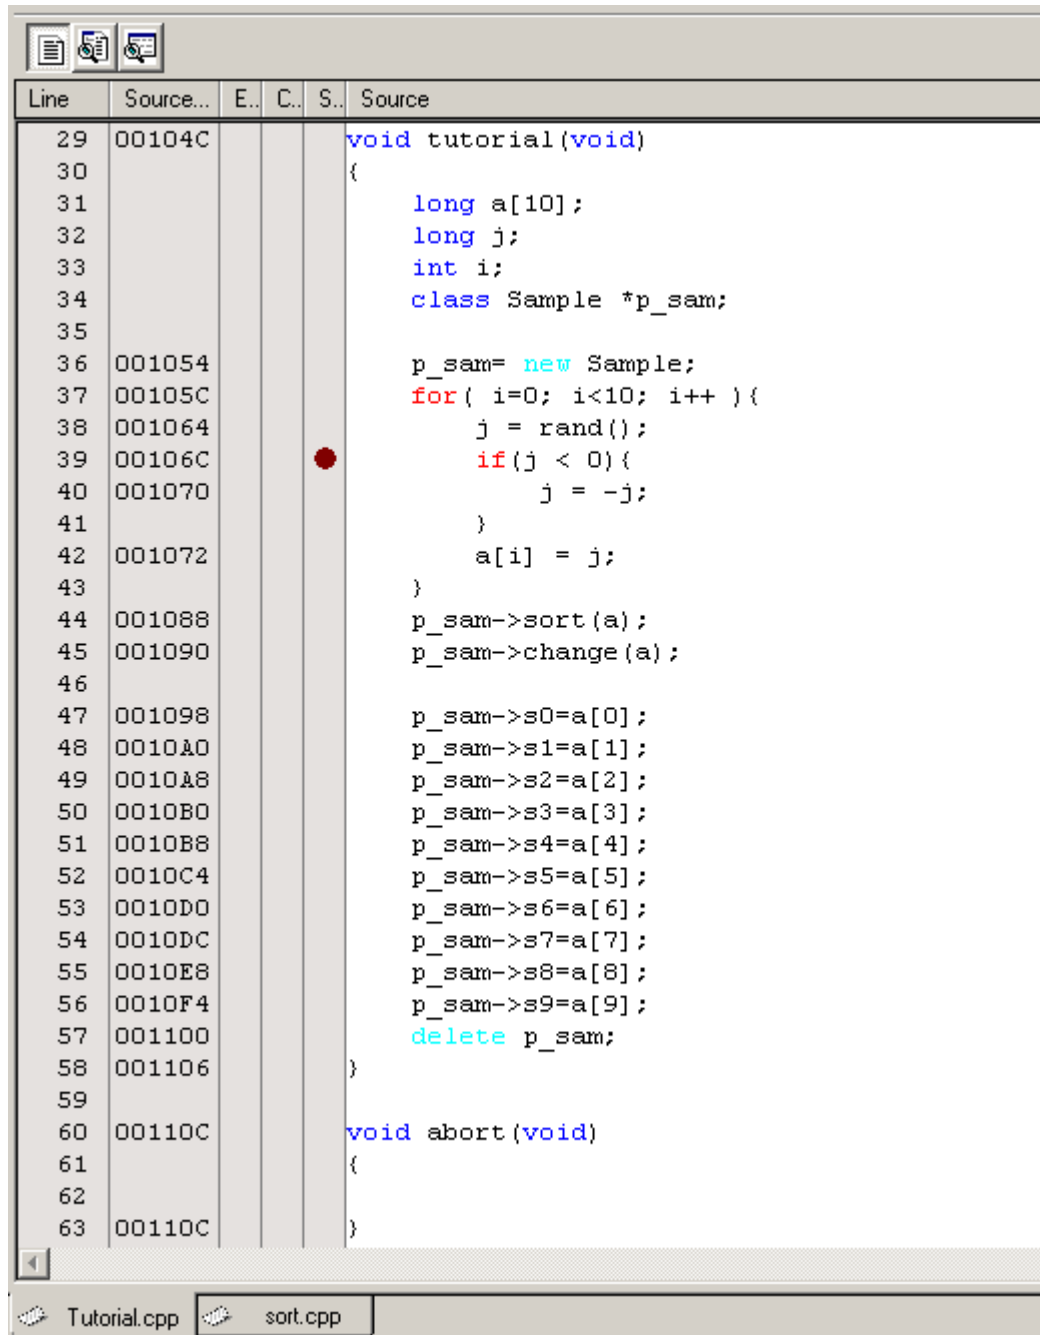 Line Source... E.. C.. S.. Source
29 00104C void tutorial(void)
30 {
31 long a[10];
32 long j;
33 int i;
34 class Sample *p_sam;
35
36 001054 p_sam= new Sample;
37 00105C for( i=0; i<10; i++ ){
38 001064 j = rand();
39 00106C if(j < 0){
40 001070 j = -j;
41 }
42 001072 a[i] = j;
43 }
44 001088 p_sam->sort(a);
45 001090 p_sam->change(a);
46
47 001098 p_sam->s0=a[0];
48 0010A0 p_sam->s1=a[1];
49 0010A8 p_sam->s2=a[2];
50 0010B0 p_sam->s3=a[3];
51 0010B8 p_sam->s4=a[4];
52 0010C4 p_sam->s5=a[5];
53 0010D0 p_sam->s6=a[6];
54 0010DC p_sam->s7=a[7];
55 0010E8 p_sam->s8=a[8];
56 0010F4 p_sam->s9=a[9];
57 001100 delete p_sam;
58 001106 }
59
60 00110C void abort(void)
61 {
62
63 00110C }
Tutorial.cpp sort.cpp